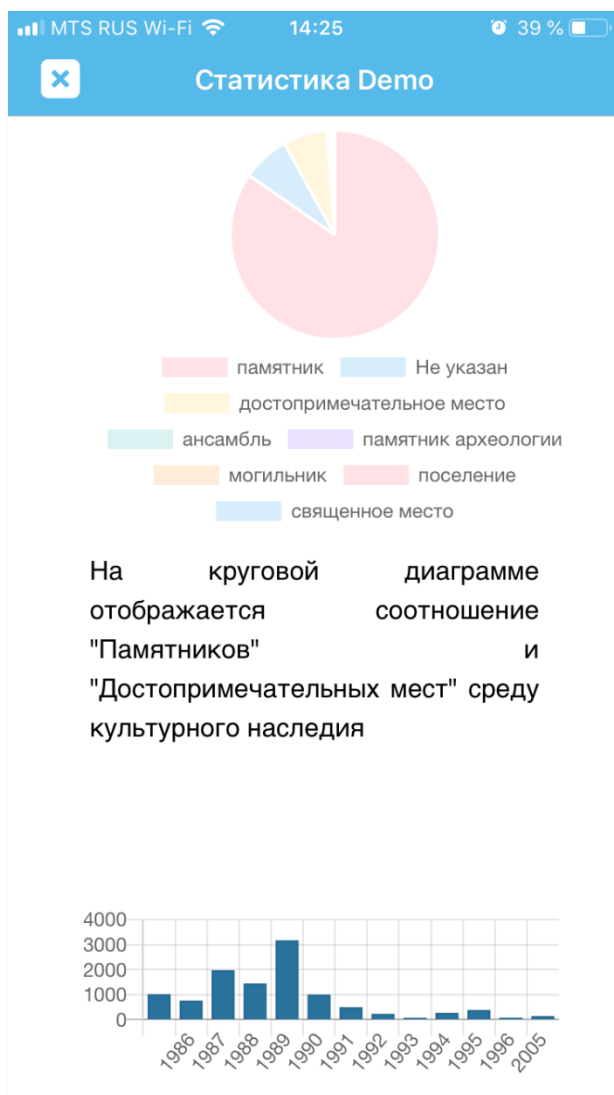 MTS RUS Wi-Fi 14:25 39 %
Статистика Demo
памятник Не указан
достопримечательное место
ансамбль памятник археологии
могильник поселение
священное место
На круговой диаграмме
отображается соотношение
"Памятников" и
"Достопримечательных мест" среду
культурного наследия
4000
3000
2000
1000
0
1986 1987 1988 1989 1990 1991 1992 1993 1994 1995 1996 2005